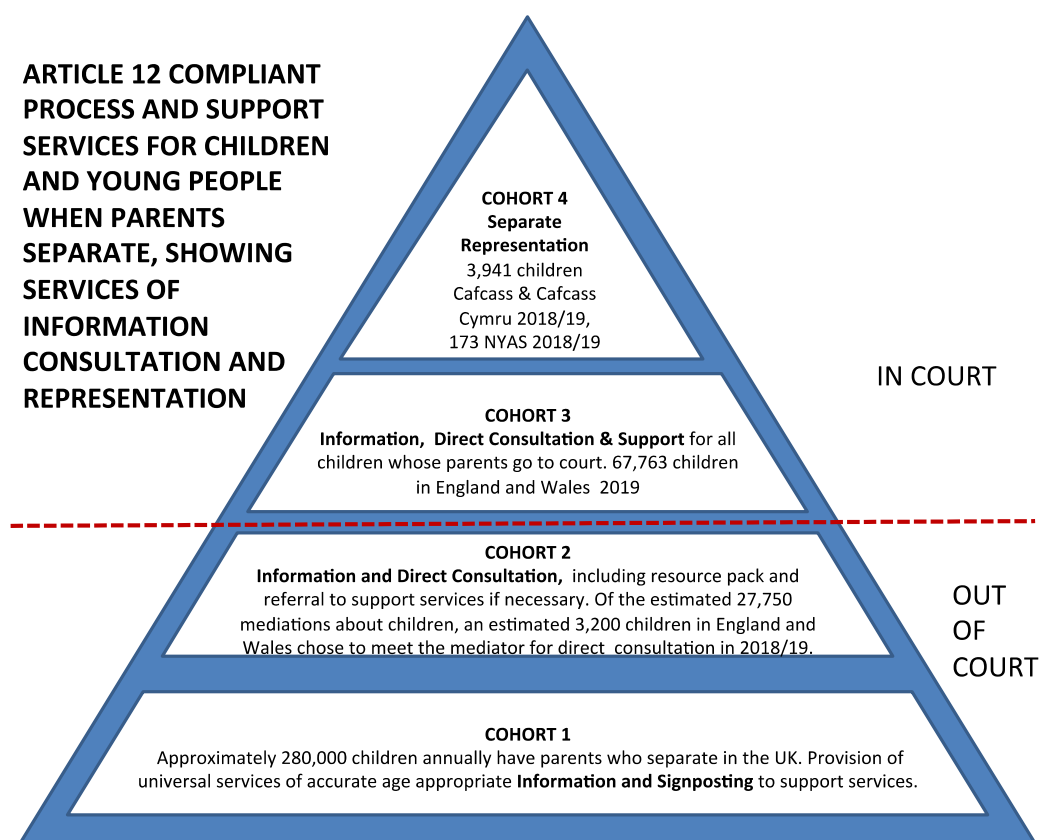 ARTICLE 12 COMPLIANT
PROCESS AND SUPPORT
SERVICES FOR CHILDREN
AND YOUNG PEOPLE
WHEN PARENTS
SEPARATE, SHOWING
SERVICES OF
INFORMATION
CONSULTATION AND
REPRESENTATION
COHORT 4
Separate
Representation
3,941 children
Cafcass & Cafcass
Cymru 2018/19,
173 NYAS 2018/19
IN COURT
COHORT 3
Information, Direct Consultation & Support for all
children whose parents go to court. 67,763 children
in England and Wales 2019
COHORT 2
Information and Direct Consultation, including resource pack and
referral to support services if necessary. Of the estimated 27,750
mediations about children, an estimated 3,200 children in England and
Wales chose to meet the mediator for direct consultation in 2018/19.
OUT
OF
COURT
COHORT 1
Approximately 280,000 children annually have parents who separate in the UK. Provision of
universal services of accurate age appropriate Information and Signposting to support services.